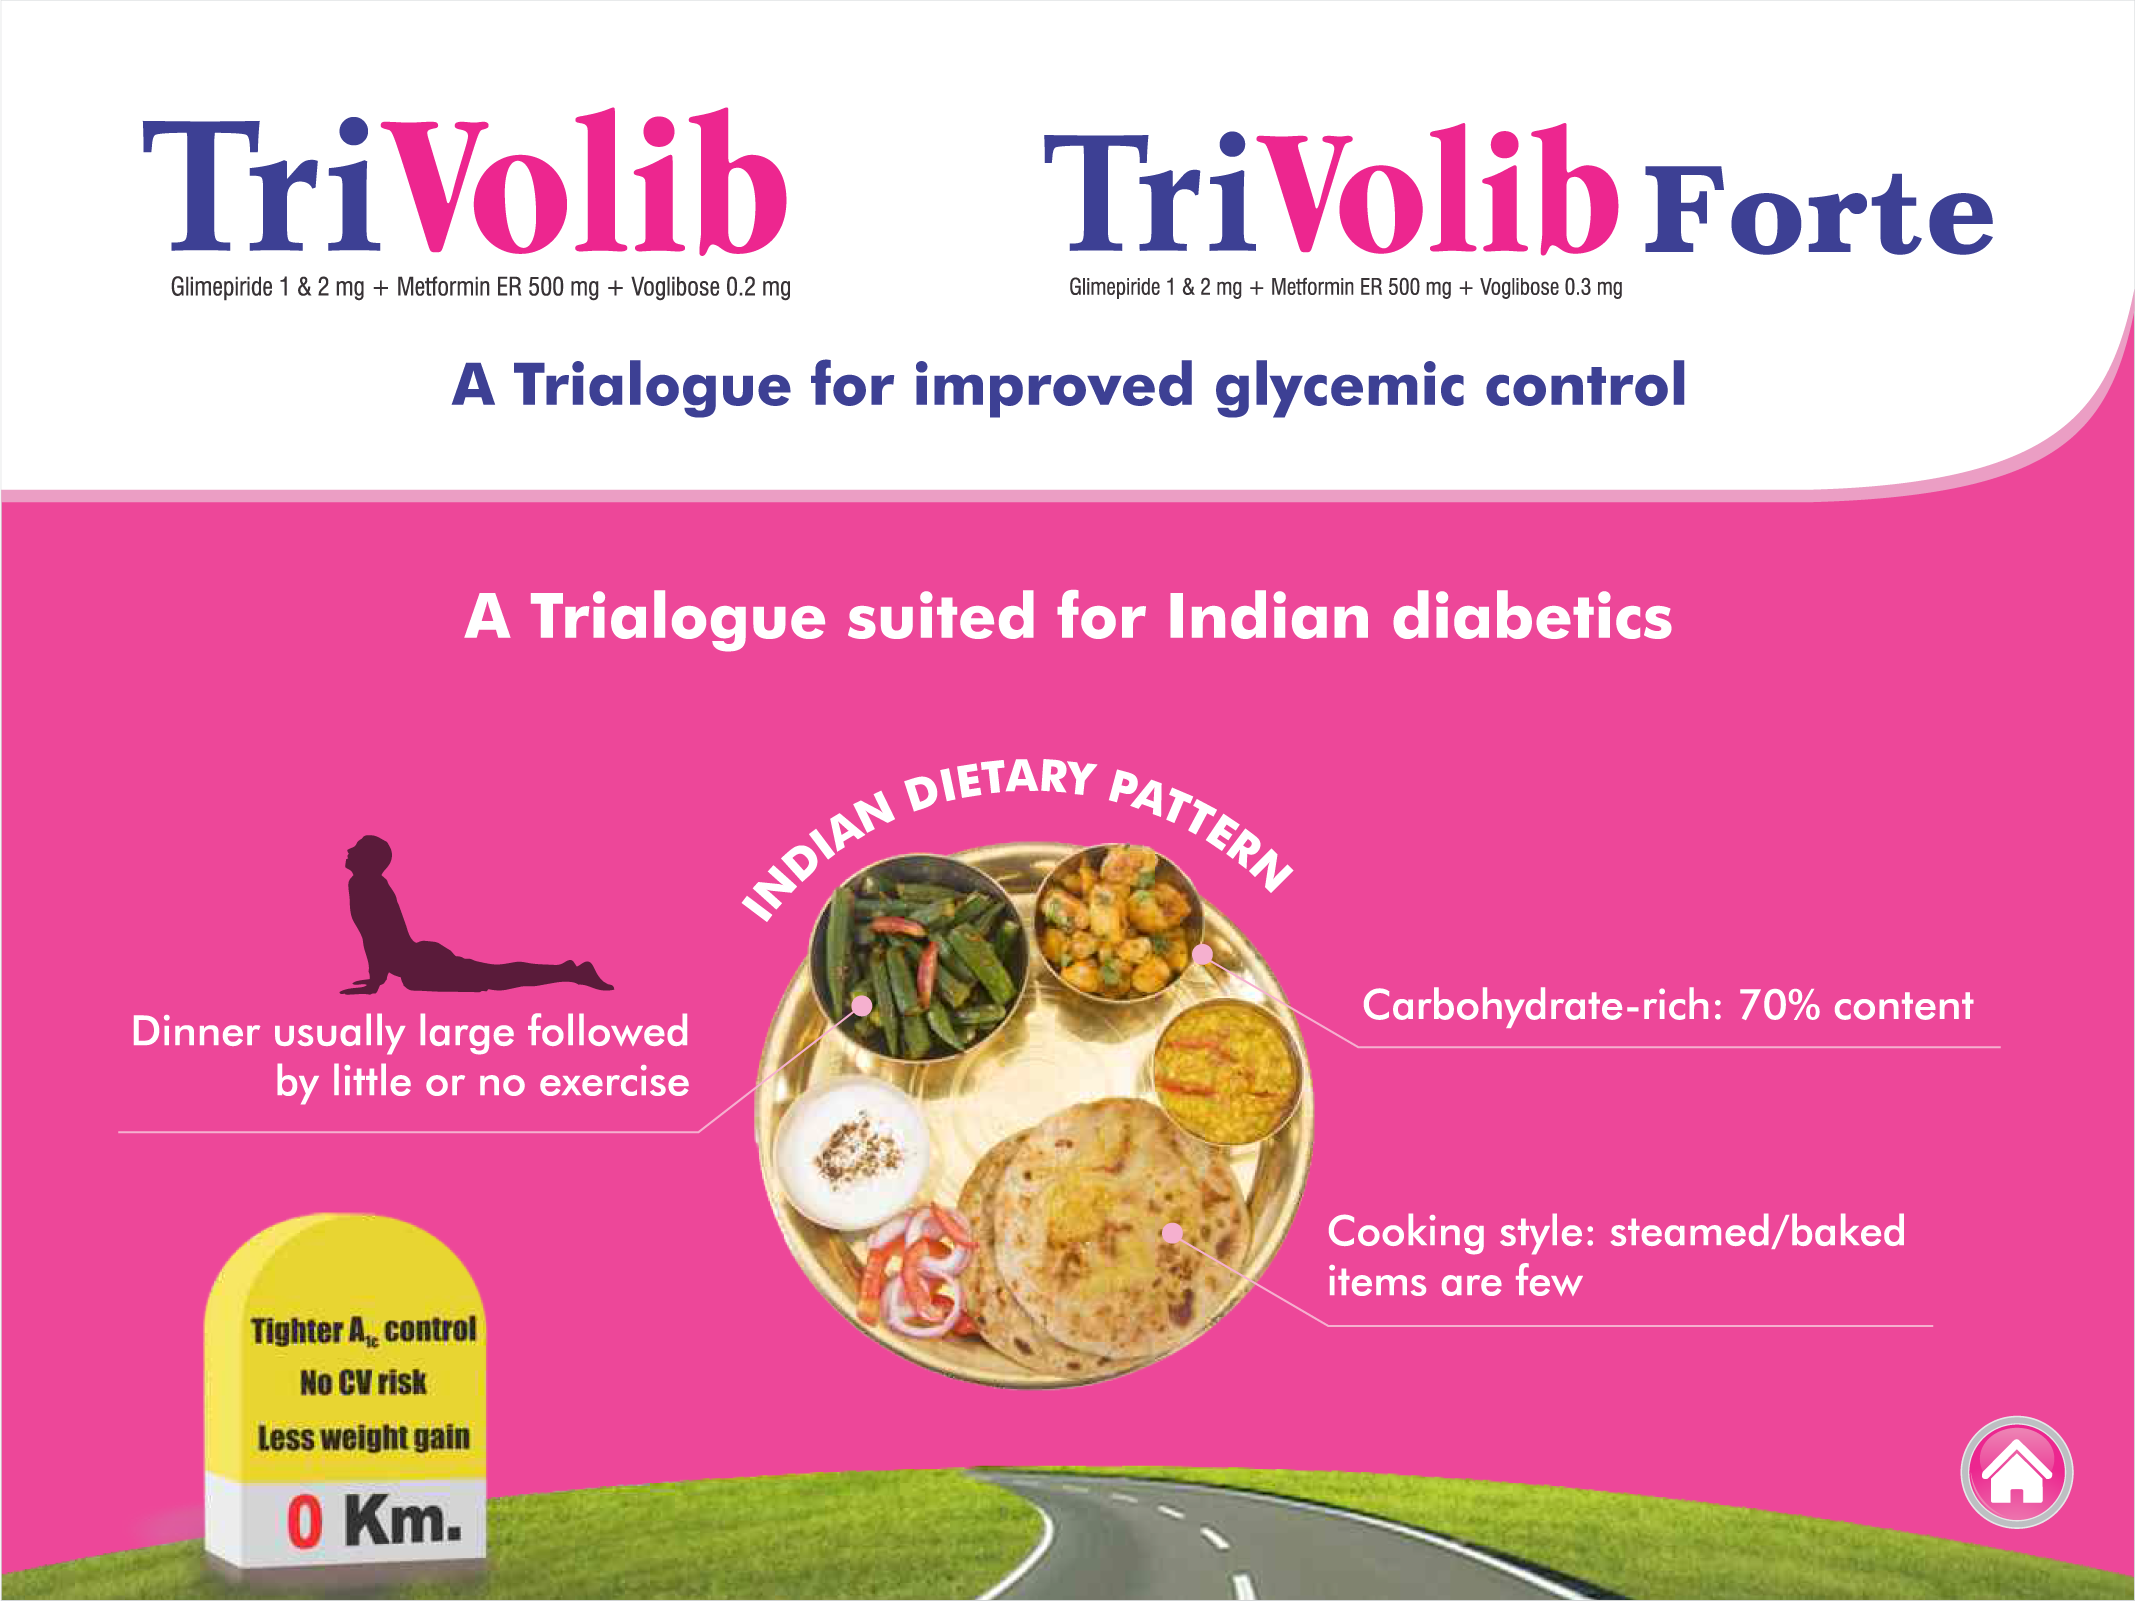 TriVolib
Glimepiride 1 & 2 mg + Metformin ER 500 mg + Voglibose 0.2 mg
TriVolib Forte
Glimepiride 1 & 2 mg + Metformin ER 500 mg + Voglibose 0.3 mg
A Trialogue for improved glycemic control
A Trialogue suited for Indian diabetics
INDIAN DIETARY PATTERN
Dinner usually large followed
by little or no exercise
Carbohydrate-rich: 70% content
Cooking style: steamed/baked
items are few
Tighter A1c control
No CV risk
Less weight gain
0 Km.